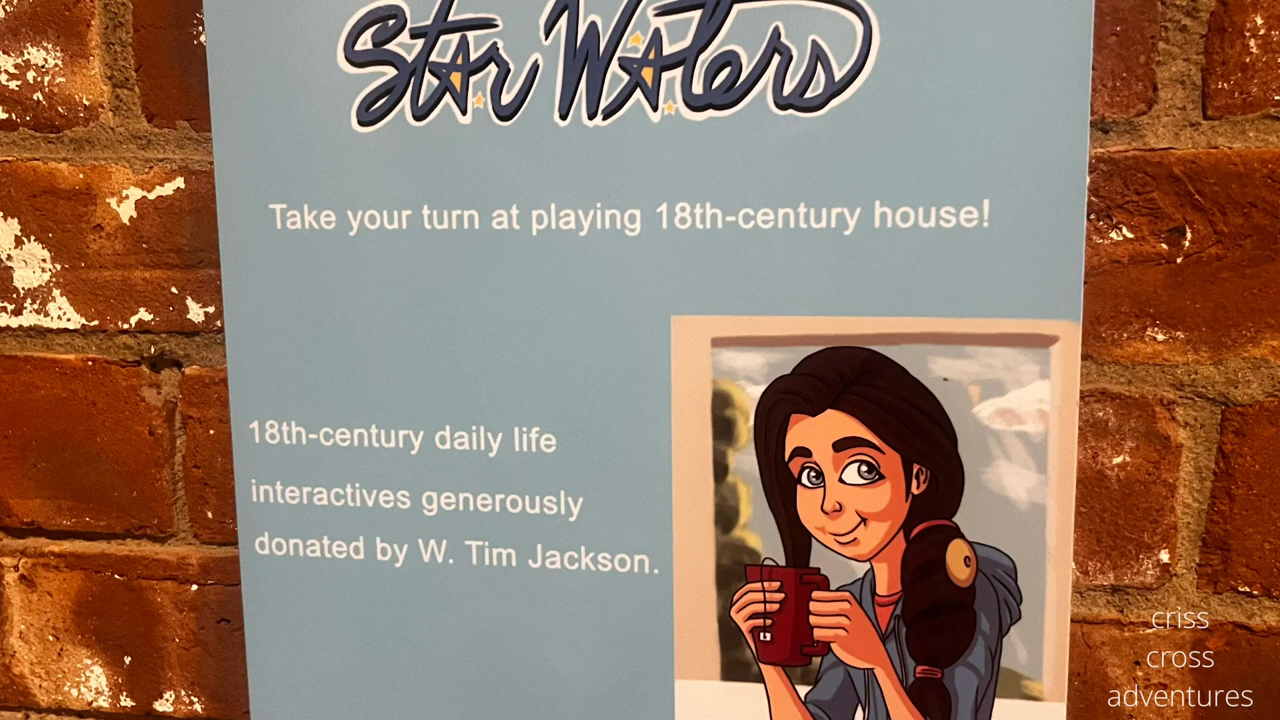 Star Waters
Take your turn at playing 18th-century house!
18th-century daily life
interactives generously
donated by W. Tim Jackson.
criss
cross
adventures